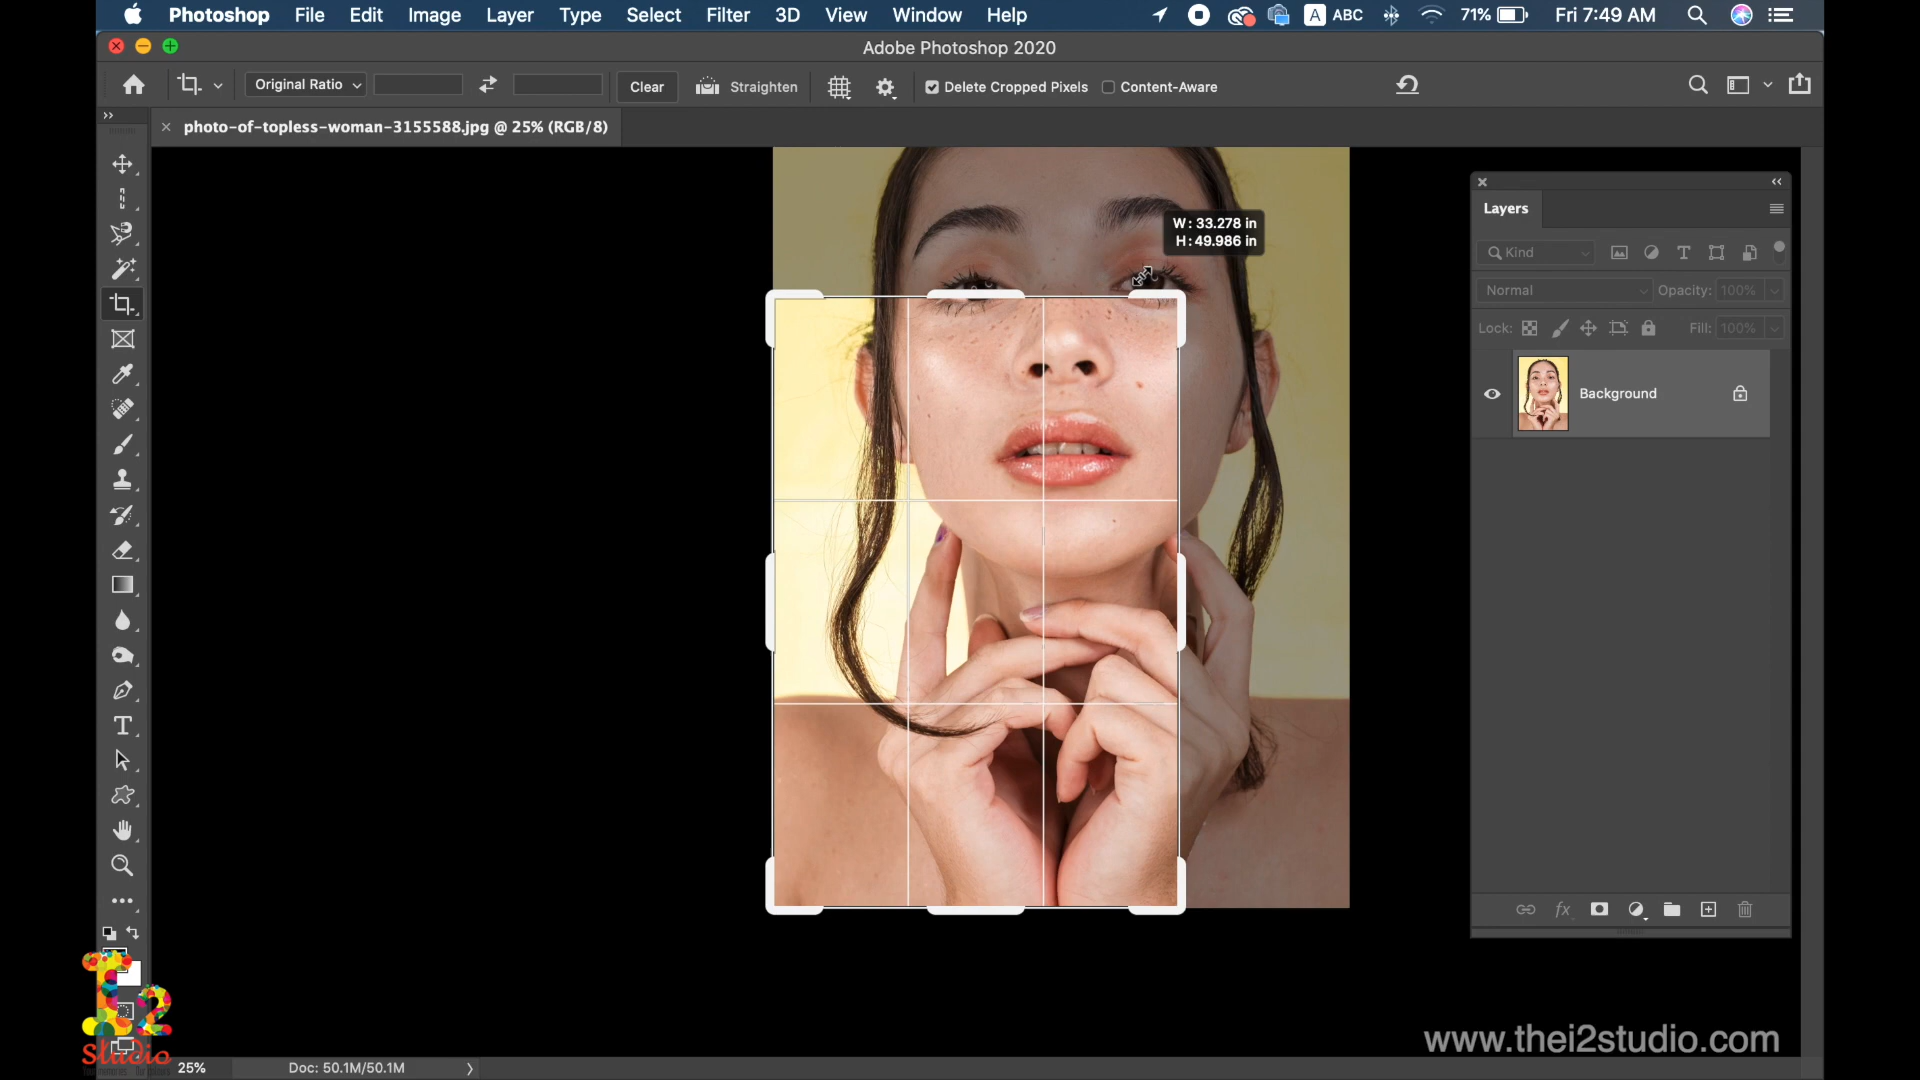 Photoshop File Edit Image Layer Type Select Filter 3D View Window Help A ABC 71% Fri 7:49 AM
Adobe Photoshop 2020
Original Ratio Clear Straighten Delete Cropped Pixels Content-Aware
photo-of-topless-woman-3155588.jpg @ 25% (RGB/8)
W: 33.278 in
H: 49.986 in
Layers
Kind
Normal Opacity: 100%
Lock: Fill: 100%
Background
fx
I2
Studio
www.thei2studio.com
25% Doc: 50.1M/50.1M